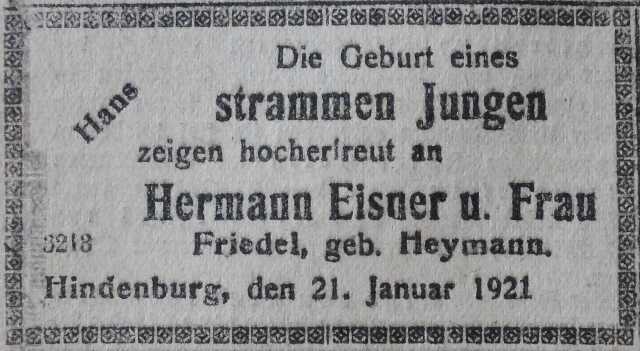 Hans
Die Geburt eines
strammen Jungen
zeigen hocherfreut an
Hermann Eisner u. Frau
Friedel, geb. Heymann.
Hindenburg, den 21. Januar 1921